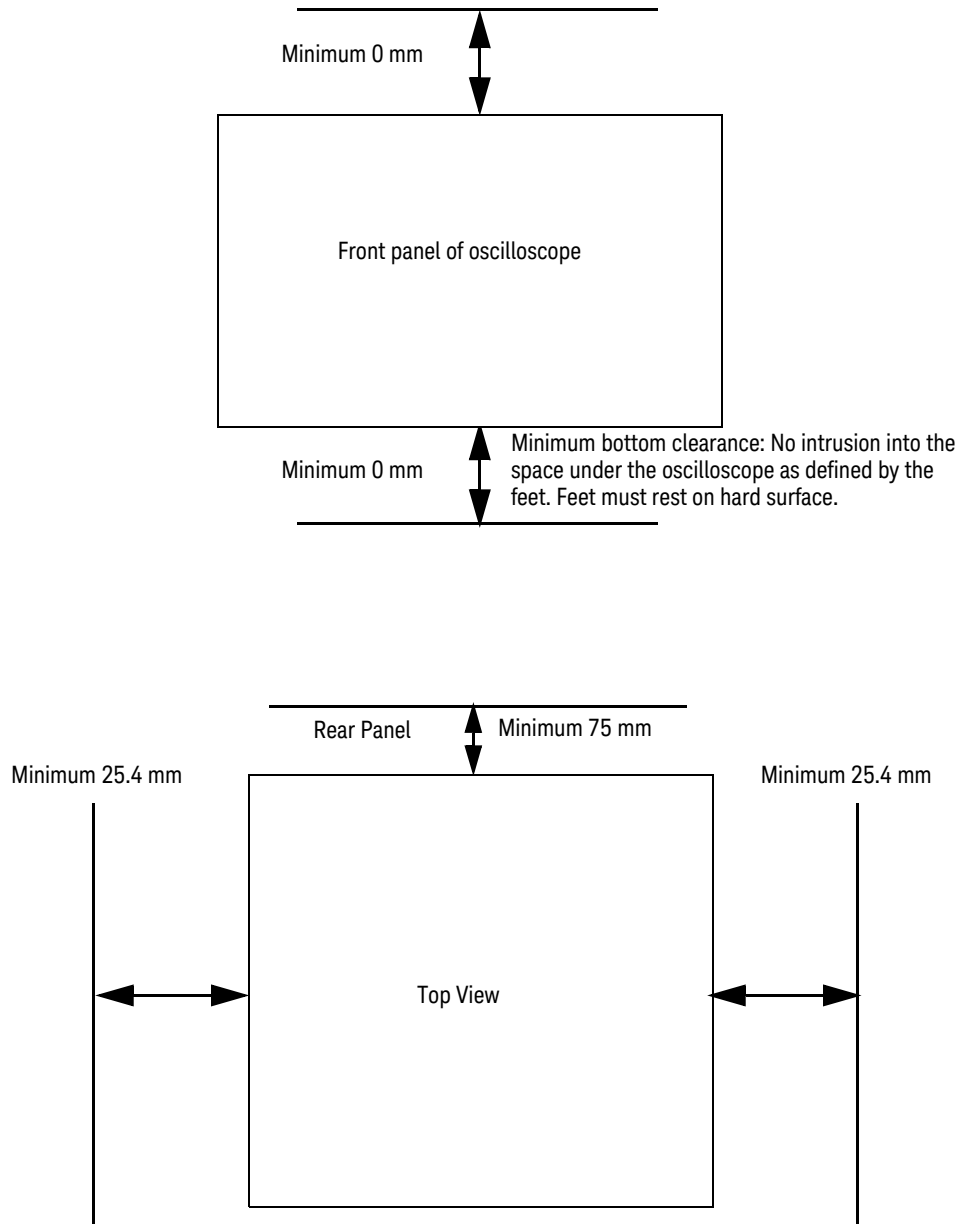 Minimum 0 mm
Front panel of oscilloscope
Minimum 0 mm
Minimum bottom clearance: No intrusion into the
space under the oscilloscope as defined by the
feet. Feet must rest on hard surface.
Rear Panel
Minimum 75 mm
Minimum 25.4 mm
Minimum 25.4 mm
Top View